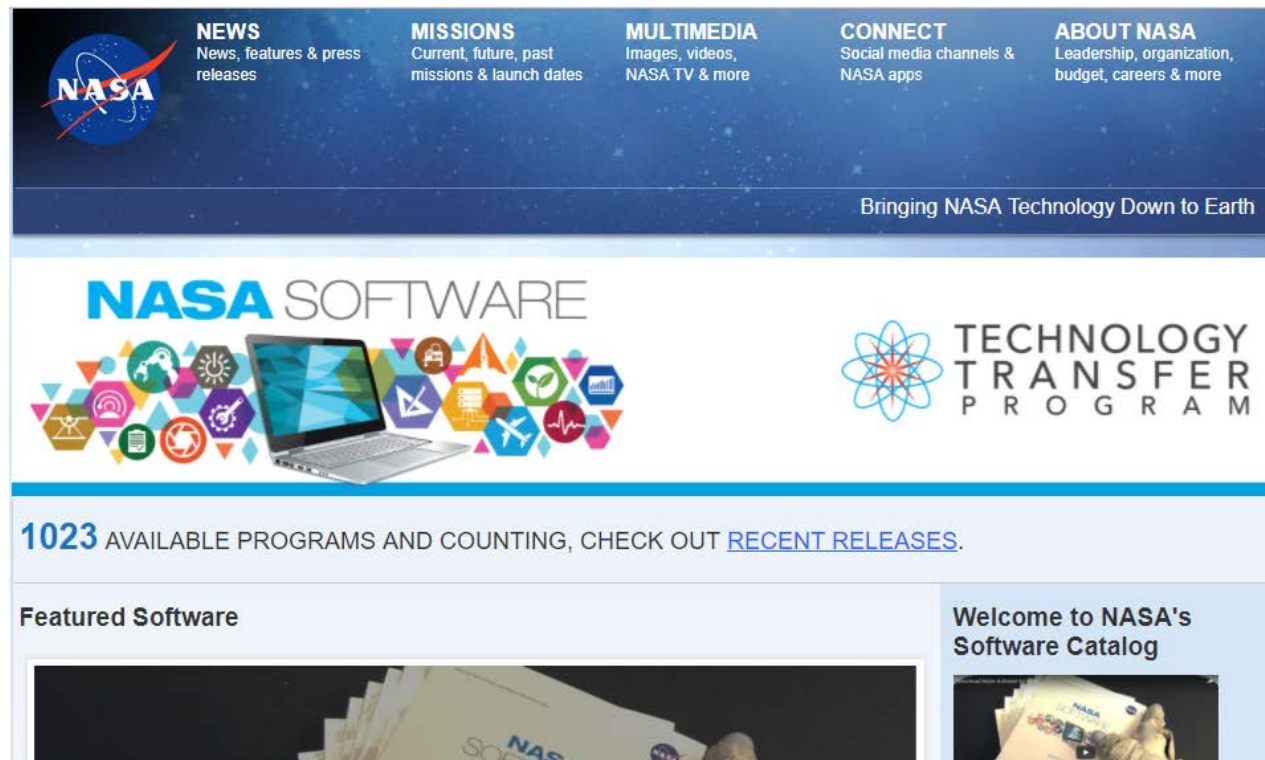 NASA
NEWS
News, features & press
releases
MISSIONS
Current, future, past
missions & launch dates
MULTIMEDIA
Images, videos,
NASA TV & more
CONNECT
Social media channels &
NASA apps
ABOUT NASA
Leadership, organization,
budget, careers & more
Bringing NASA Technology Down to Earth
NASA SOFTWARE
TECHNOLOGY
TRANSFER
PROGRAM
1023 AVAILABLE PROGRAMS AND COUNTING, CHECK OUT RECENT RELEASES.
Featured Software
NASA
Welcome to NASA's
Software Catalog
NASA
SOFTWARE